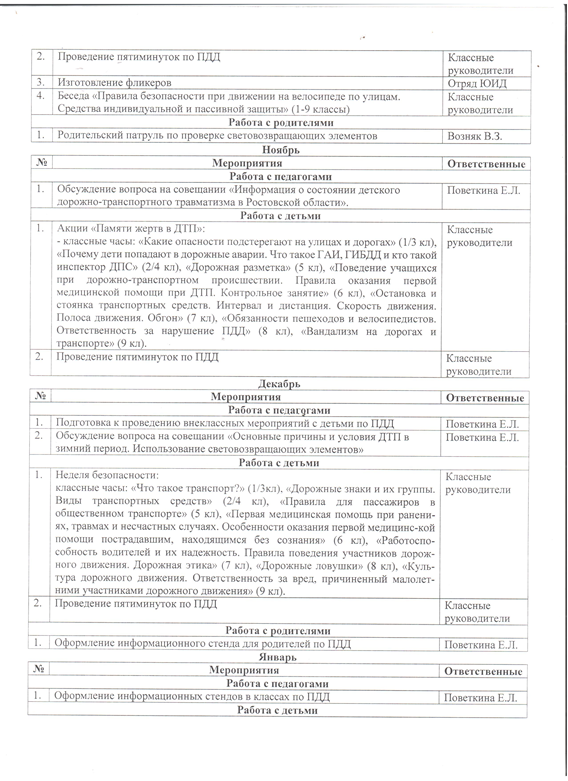 2. Проведение пятиминуток по ПДД Классные
руководители
3. Изготовление фликеров Отряд ЮИД
4. Беседа «Правила безопасности при движении на велосипеде по улицам. Классные
Средства индивидуальной и пассивной защиты» (1-9 классы) руководители
Работа с родителями
1. Родительский патруль по проверке световозвращающих элементов Возняк В.З.
Ноябрь
№ Мероприятия Ответственные
Работа с педагогами
1. Обсуждение вопроса на совещании «Информация о состоянии детского Поветкина Е.Л.
дорожно-транспортного травматизма в Ростовской области».
Работа с детьми
1. Акции «Памяти жертв в ДТП»: Классные
- классные часы: «Какие опасности подстерегают на улицах и дорогах» (1/3 кл), руководители
«Почему дети попадают в дорожные аварии. Что такое ГАИ, ГИБДД и кто такой
инспектор ДПС» (2/4 кл), «Дорожная разметка» (5 кл), «Поведение учащихся
при дорожно-транспортном происшествии. Правила оказания первой
медицинской помощи при ДТП. Контрольное занятие» (6 кл), «Остановка и
стоянка транспортных средств. Интервал и дистанция. Скорость движения.
Полоса движения. Обгон» (7 кл), «Обязанности пешеходов и велосипедистов.
Ответственность за нарушение ПДД» (8 кл), «Вандализм на дорогах и
транспорте» (9 кл).
2. Проведение пятиминуток по ПДД Классные
руководители
Декабрь
№ Мероприятия Ответственные
Работа с педагогами
1. Подготовка к проведению внеклассных мероприятий с детьми по ПДД Поветкина Е.Л.
2. Обсуждение вопроса на совещании «Основные причины и условия ДТП в Поветкина Е.Л.
зимний период. Использование световозвращающих элементов»
Работа с детьми
1. Неделя безопасности: Классные
классные часы: «Что такое транспорт?» (1/3кл), «Дорожные знаки и их группы. руководители
Виды транспортных средств» (2/4 кл), «Правила для пассажиров в
общественном транспорте» (5 кл), «Первая медицинская помощь при ранени-
ях, травмах и несчастных случаях. Особенности оказания первой медицинс-кой
помощи пострадавшим, находящимся без сознания» (6 кл), «Работоспо-
собность водителей и их надежность. Правила поведения участников дорож-
ного движения. Дорожная этика» (7 кл), «Дорожные ловушки» (8 кл), «Куль-
тура дорожного движения. Ответственность за вред, причиненный малолет-
ними участниками дорожного движения» (9 кл).
2. Проведение пятиминуток по ПДД Классные
руководители
Работа с родителями
1. Оформление информационного стенда для родителей по ПДД Поветкина Е.Л.
Январь
№ Мероприятия Ответственные
Работа с педагогами
1. Оформление информационных стендов в классах по ПДД Поветкина Е.Л.
Работа с детьми